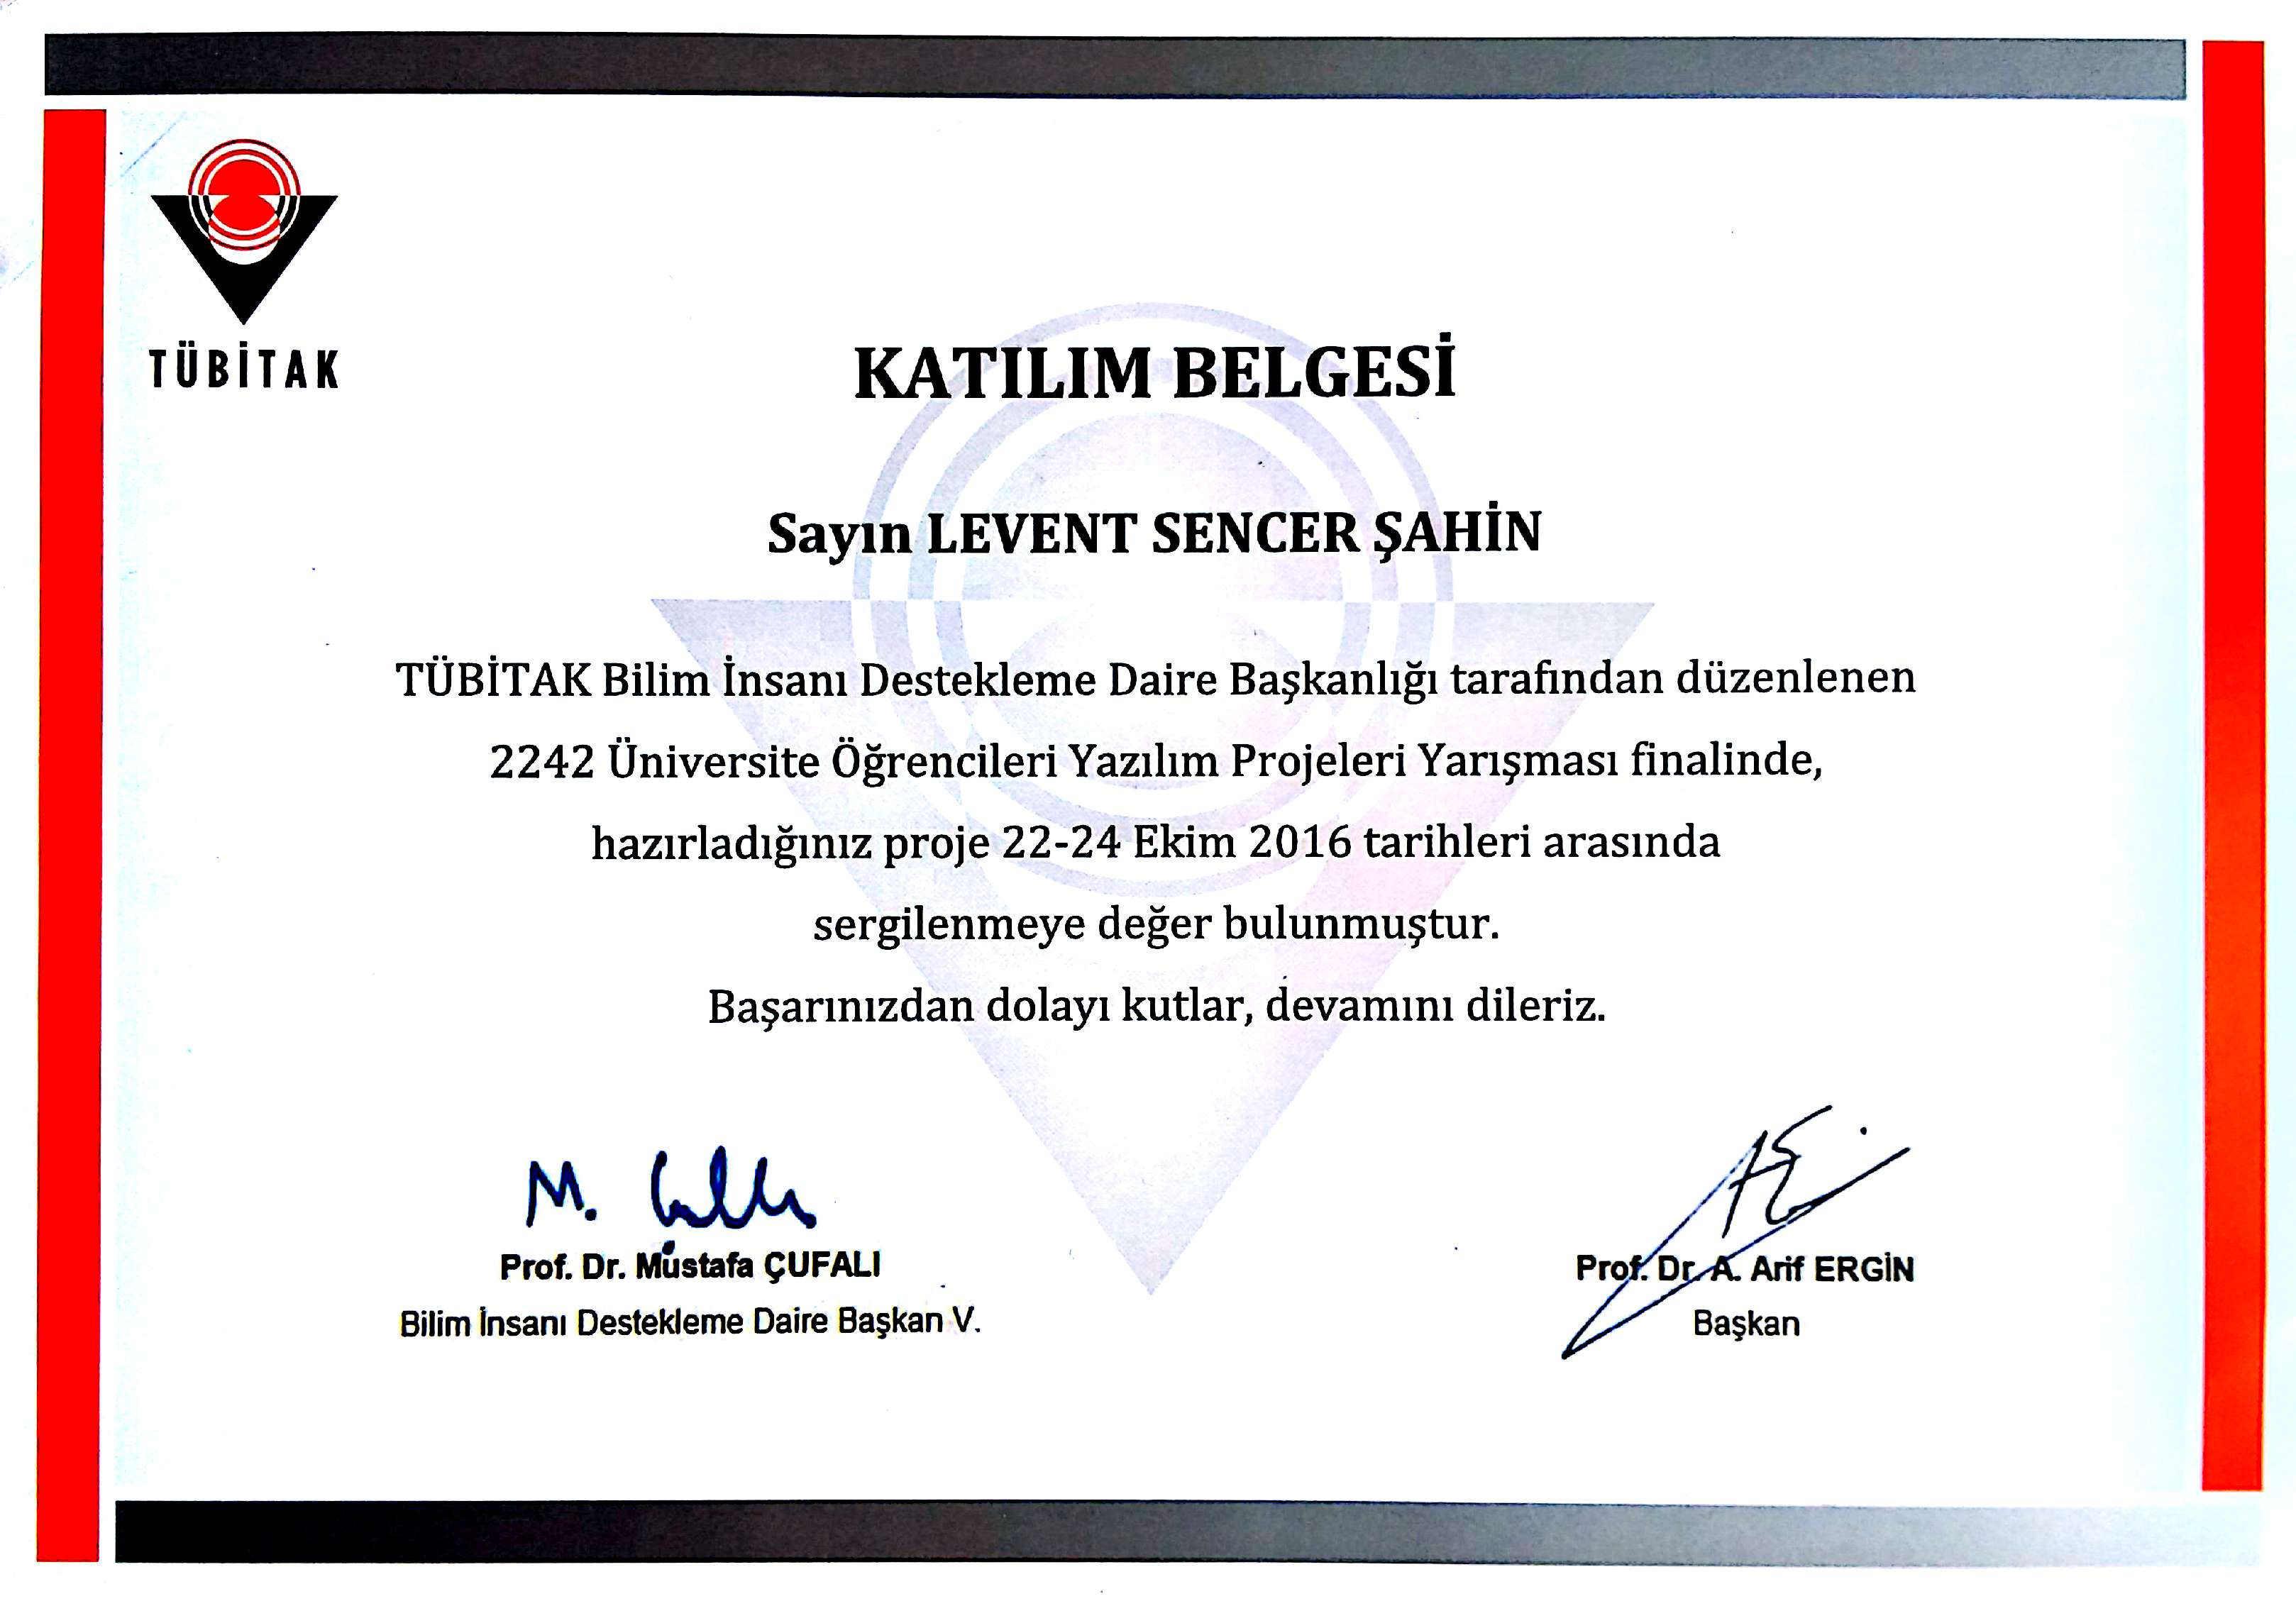 TÜBİTAK
KATILIM BELGESİ
Sayın LEVENT SENCER ŞAHİN
TÜBİTAK Bilim İnsanı Destekleme Daire Başkanlığı tarafından düzenlenen
2242 Üniversite Öğrencileri Yazılım Projeleri Yarışması finalinde,
hazırladığınız proje 22-24 Ekim 2016 tarihleri arasında
sergilenmeye değer bulunmuştur.
Başarınızdan dolayı kutlar, devamını dileriz.
Prof. Dr. Mustafa ÇUFALI
Bilim İnsanı Destekleme Daire Başkan V.
Prof. Dr. A. Arif ERGİN
Başkan